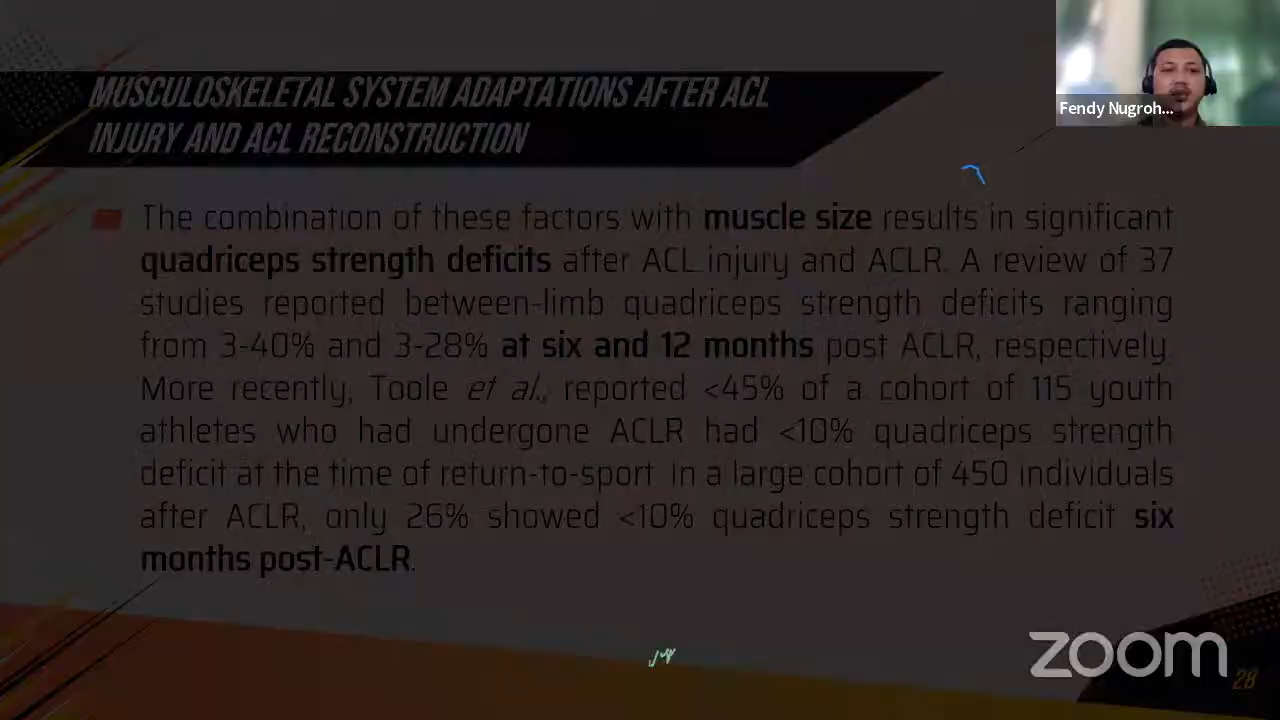 MUSCULOSKELETAL SYSTEM ADAPTATIONS AFTER ACL
INJURY AND ACL RECONSTRUCTION
Fendy Nugroh...
The combination of these factors with muscle size results in significant
quadriceps strength deficits after ACL injury and ACLR. A review of 37
studies reported between-limb quadriceps strength deficits ranging
from 3-40% and 3-28% at six and 12 months post ACLR, respectively.
More recently, Toole et al., reported <45% of a cohort of 115 youth
athletes who had undergone ACLR had <10% quadriceps strength
deficit at the time of return-to-sport In a large cohort of 450 individuals
after ACLR, only 26% showed <10% quadriceps strength deficit six
months post-ACLR.
zoom
28